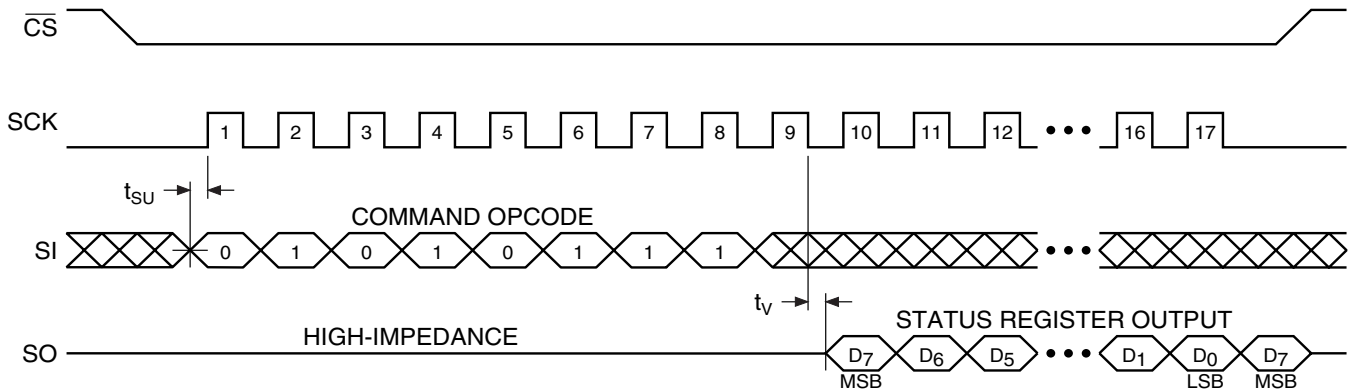 CS
SCK 1 2 3 4 5 6 7 8 9 10 11 12 ••• 16 17
tSU
COMMAND OPCODE
SI 0 1 0 1 0 1 1 1 •••
tV
HIGH-IMPEDANCE STATUS REGISTER OUTPUT
SO D7 D6 D5 ••• D1 D0 D7
MSB LSB MSB